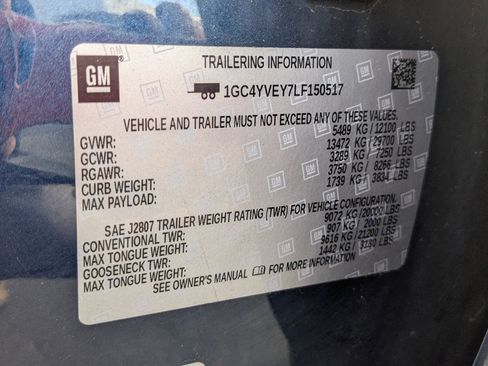 GM
TRAILERING INFORMATION
1GC4YVEY7LF150517
VEHICLE AND TRAILER MUST NOT EXCEED ANY OF THESE VALUES.
GVWR: 5489 KG / 12100 LBS
GCWR: 13472 KG / 29700 LBS
RGAWR: 3289 KG / 7250 LBS
CURB WEIGHT: 3750 KG / 8266 LBS
MAX PAYLOAD: 1739 KG / 3834 LBS
SAE J2807 TRAILER WEIGHT RATING (TWR) FOR VEHICLE CONFIGURATION.
CONVENTIONAL TWR: 9072 KG / 20000 LBS
MAX TONGUE WEIGHT: 907 KG / 2000 LBS
GOOSENECK TWR: 9616 KG / 21200 LBS
MAX TONGUE WEIGHT: 1442 KG / 3180 LBS
SEE OWNER'S MANUAL FOR MORE INFORMATION